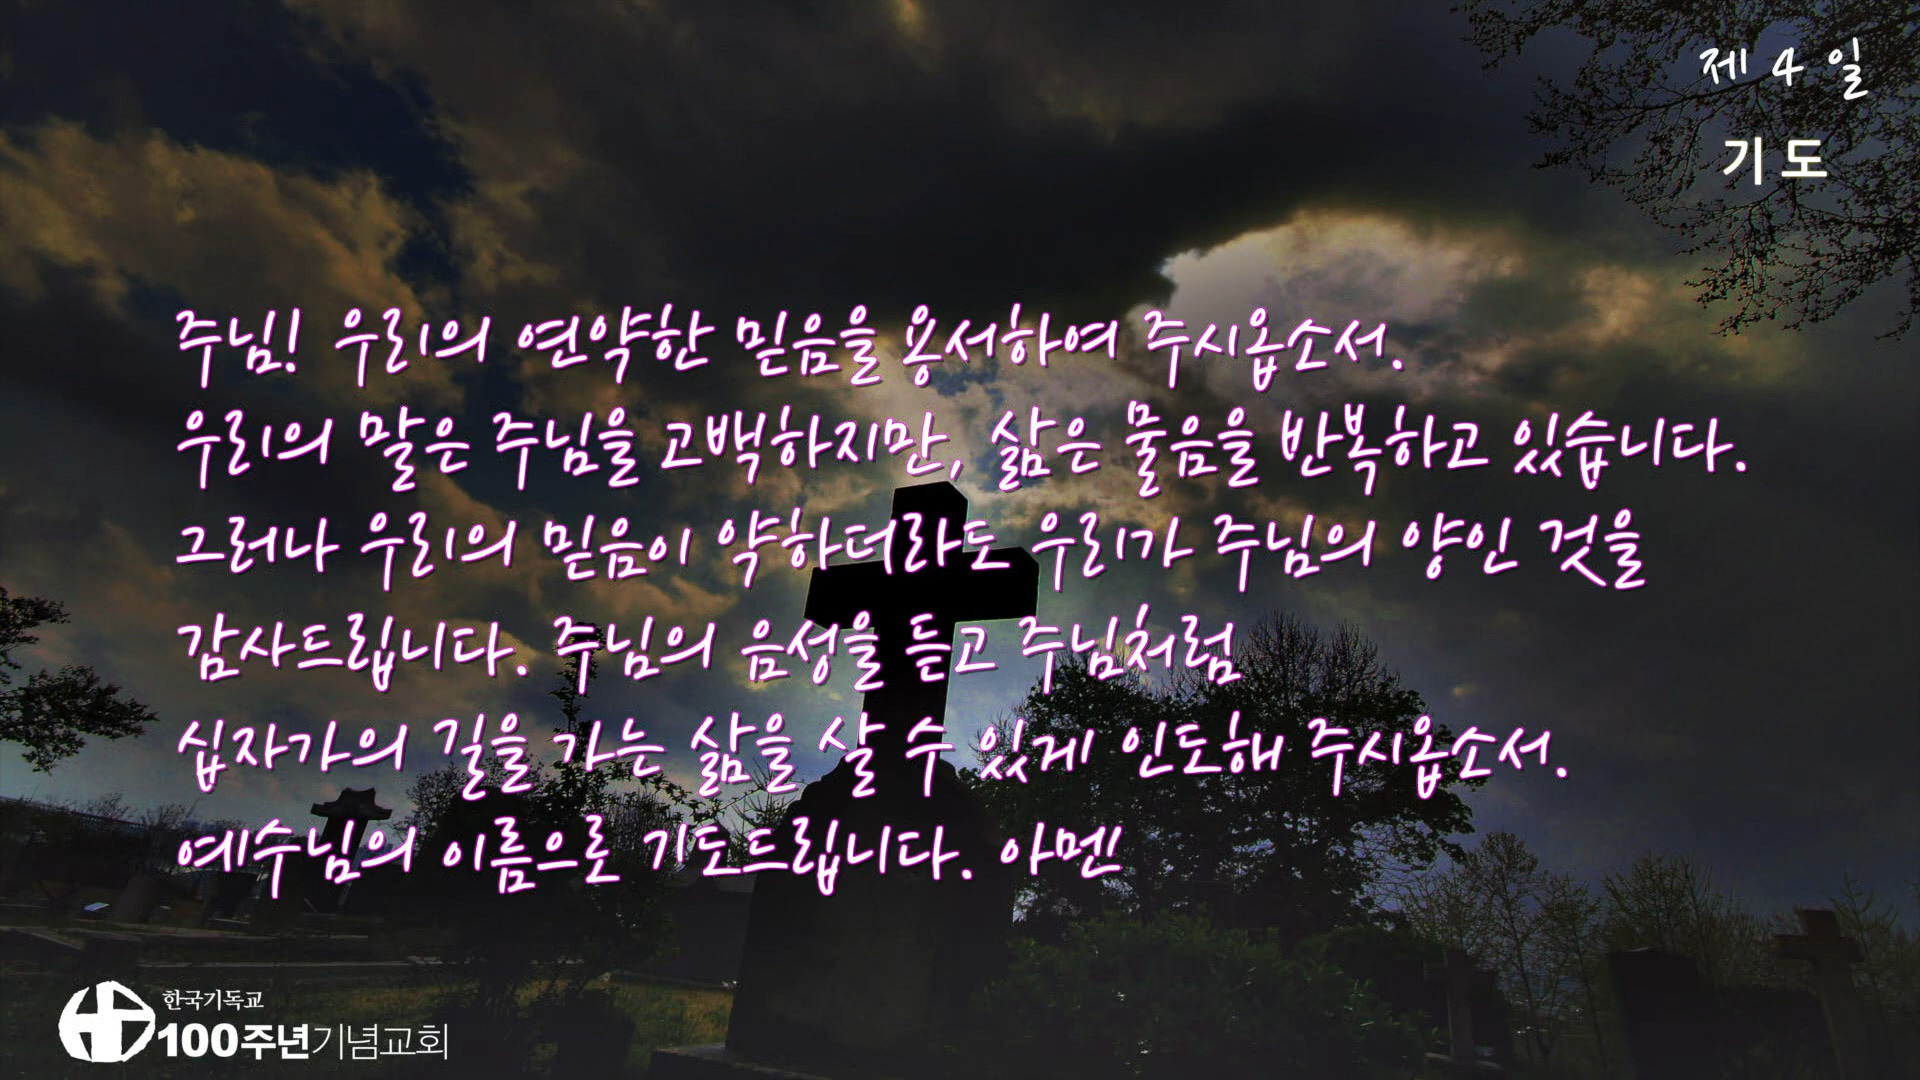 제 4 일
기도
주님! 우리의 연약한 믿음을 용서하여 주시옵소서.
우리의 말은 주님을 고백하지만, 삶은 물음을 반복하고 있습니다.
그러나 우리의 믿음이 약하더라도 우리가 주님의 양인 것을
감사드립니다. 주님의 음성을 듣고 주님처럼
십자가의 길을 가는 삶을 살 수 있게 인도해 주시옵소서.
예수님의 이름으로 기도드립니다. 아멘!
한국기독교
100주년기념교회